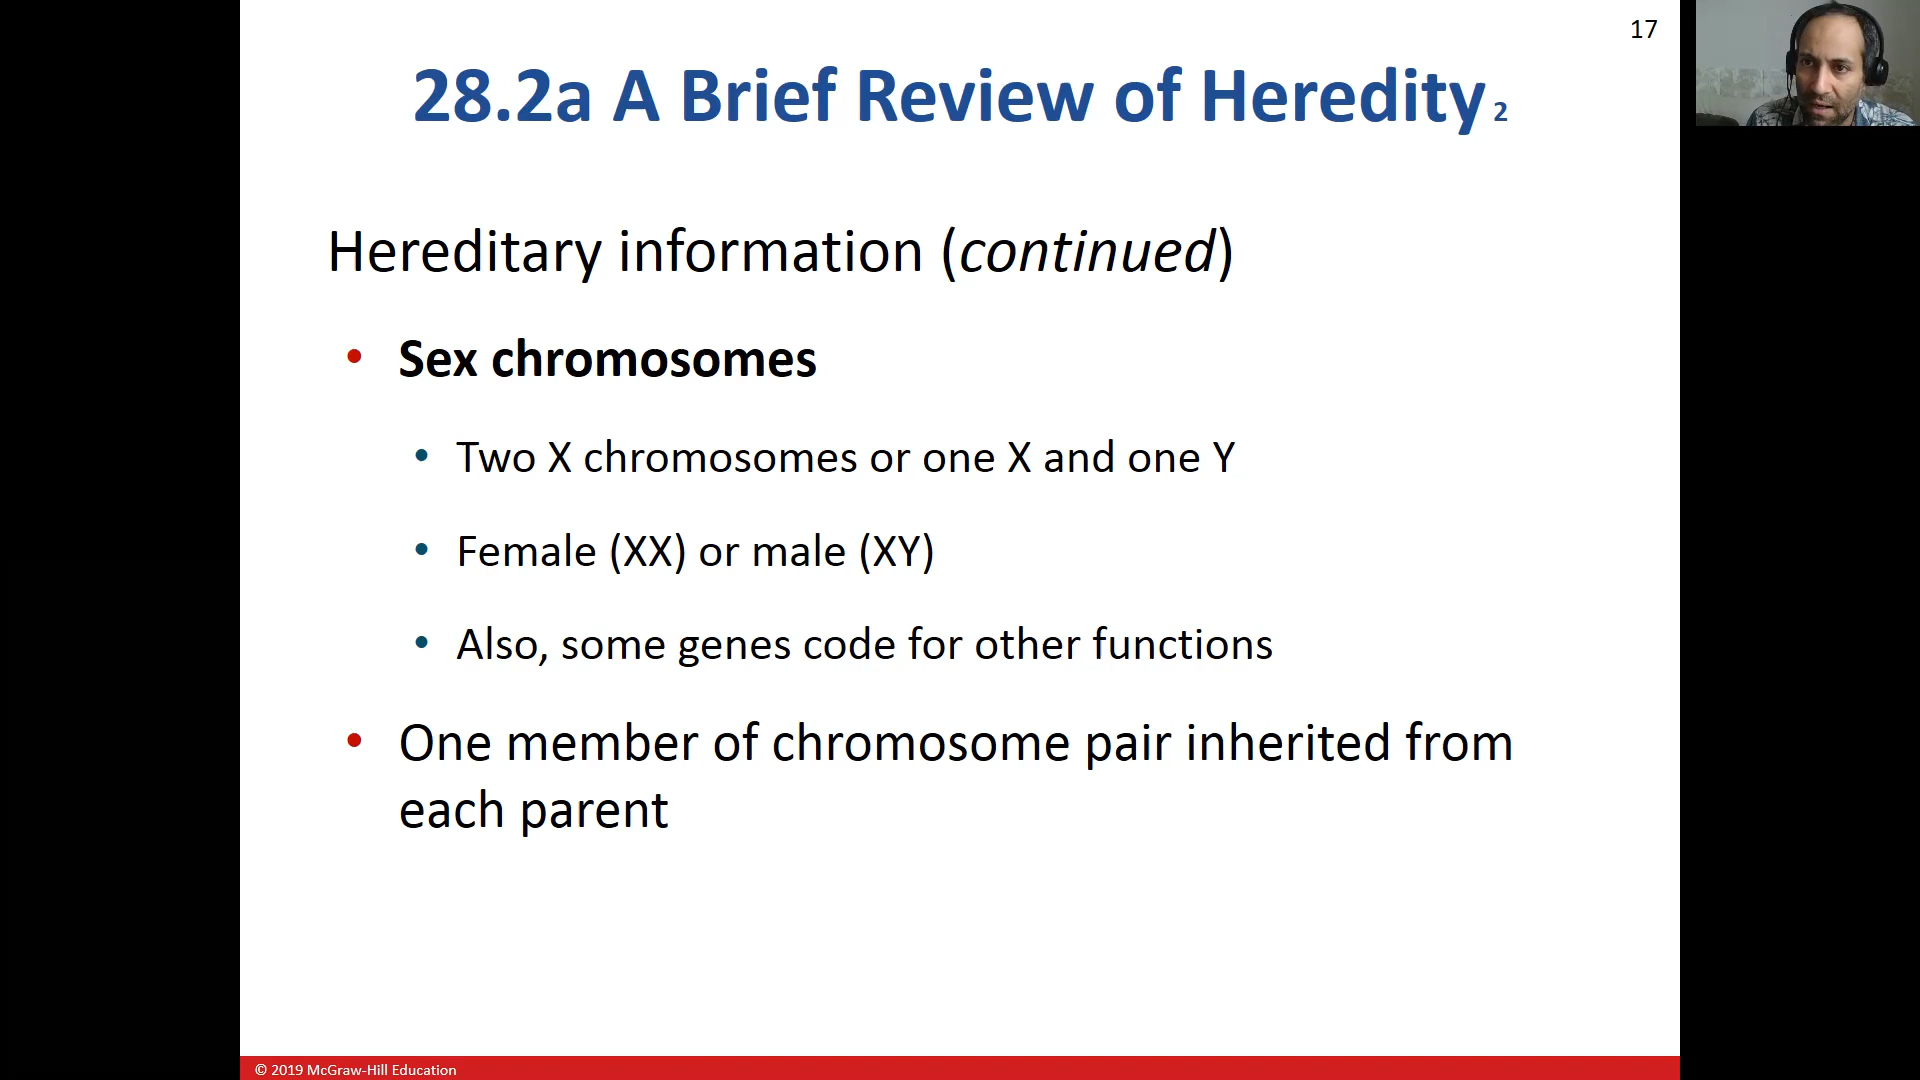 17
28.2a A Brief Review of Heredity 2
Hereditary information (continued)
• Sex chromosomes
• Two X chromosomes or one X and one Y
• Female (XX) or male (XY)
• Also, some genes code for other functions
• One member of chromosome pair inherited from
each parent
© 2019 McGraw-Hill Education